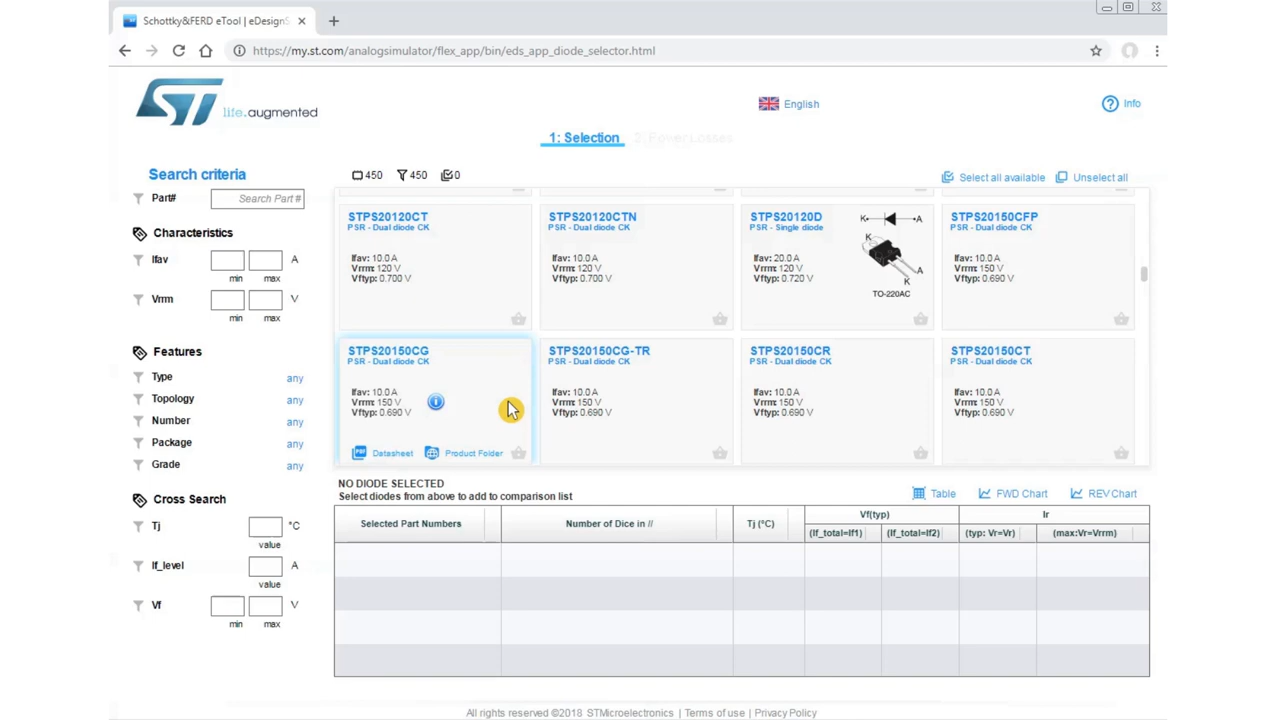 Schottky&FERD eTool | eDesignS
https://my.st.com/analogsimulator/flex_app/bin/eds_app_diode_selector.html
ST life.augmented
English
Info
1: Selection
2: Power Losses
Search criteria
450 450 0
Select all available Unselect all
Part# Search Part #
Characteristics
Ifav A
min max
Vrrm V
min max
Features
Type any
Topology any
Number any
Package any
Grade any
Cross Search
Tj °C
value
If_level A
value
Vf V
min max
STPS20120CT
PSR - Dual diode CK
Ifav: 10.0 A
Vrrm: 120 V
Vftyp: 0.700 V
STPS20120CTN
PSR - Dual diode CK
Ifav: 10.0 A
Vrrm: 120 V
Vftyp: 0.700 V
STPS20120D
PSR - Single diode
Ifav: 20.0 A
Vrrm: 120 V
Vftyp: 0.720 V
K A
K
A
K
TO-220AC
STPS20150CFP
PSR - Dual diode CK
Ifav: 10.0 A
Vrrm: 150 V
Vftyp: 0.690 V
STPS20150CG
PSR - Dual diode CK
Ifav: 10.0 A
Vrrm: 150 V
Vftyp: 0.690 V
Datasheet Product Folder
STPS20150CG-TR
PSR - Dual diode CK
Ifav: 10.0 A
Vrrm: 150 V
Vftyp: 0.690 V
STPS20150CR
PSR - Dual diode CK
Ifav: 10.0 A
Vrrm: 150 V
Vftyp: 0.690 V
STPS20150CT
PSR - Dual diode CK
Ifav: 10.0 A
Vrrm: 150 V
Vftyp: 0.690 V
NO DIODE SELECTED
Select diodes from above to add to comparison list
Table FWD Chart REV Chart
Selected Part Numbers Number of Dice in // Tj (°C) Vf(typ) Ir
(If_total=If1) (If_total=If2) (typ: Vr=Vr) (max:Vr=Vrrm)
All rights reserved ©2018 STMicroelectronics | Terms of use | Privacy Policy